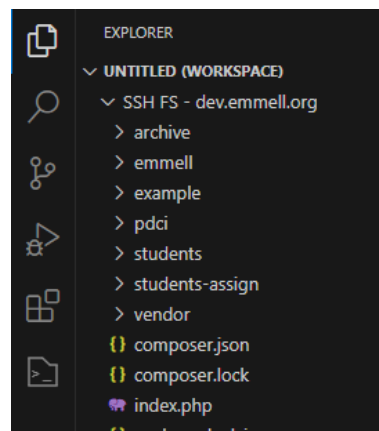 EXPLORER
UNTITLED (WORKSPACE)
SSH FS - dev.emmell.org
archive
emmell
example
pdci
students
students-assign
vendor
{} composer.json
{} composer.lock
index.php